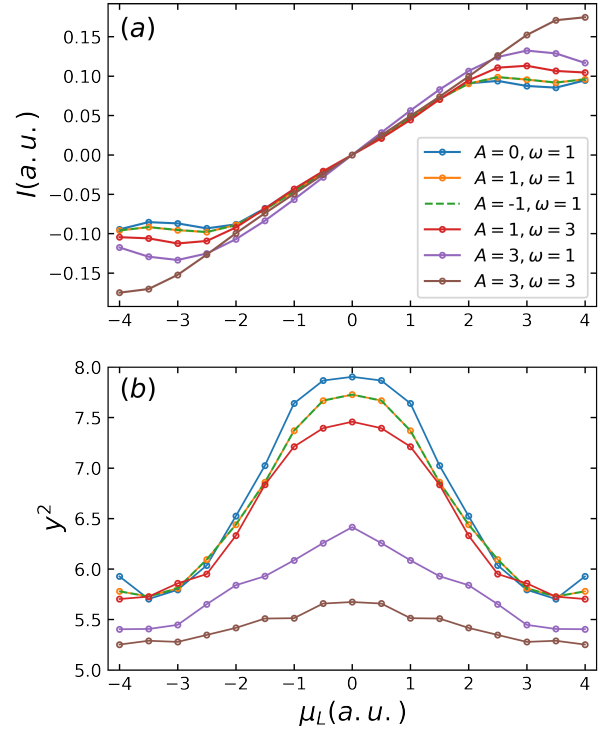 (a)
I(a.u.)
0.15
0.10
0.05
0.00
−0.05
−0.10
−0.15
A = 0, ω = 1
A = 1, ω = 1
A = -1, ω = 1
A = 1, ω = 3
A = 3, ω = 1
A = 3, ω = 3
−4 −3 −2 −1 0 1 2 3 4
(b)
y²
8.0
7.5
7.0
6.5
6.0
5.5
5.0
−4 −3 −2 −1 0 1 2 3 4
μ_L(a.u.)